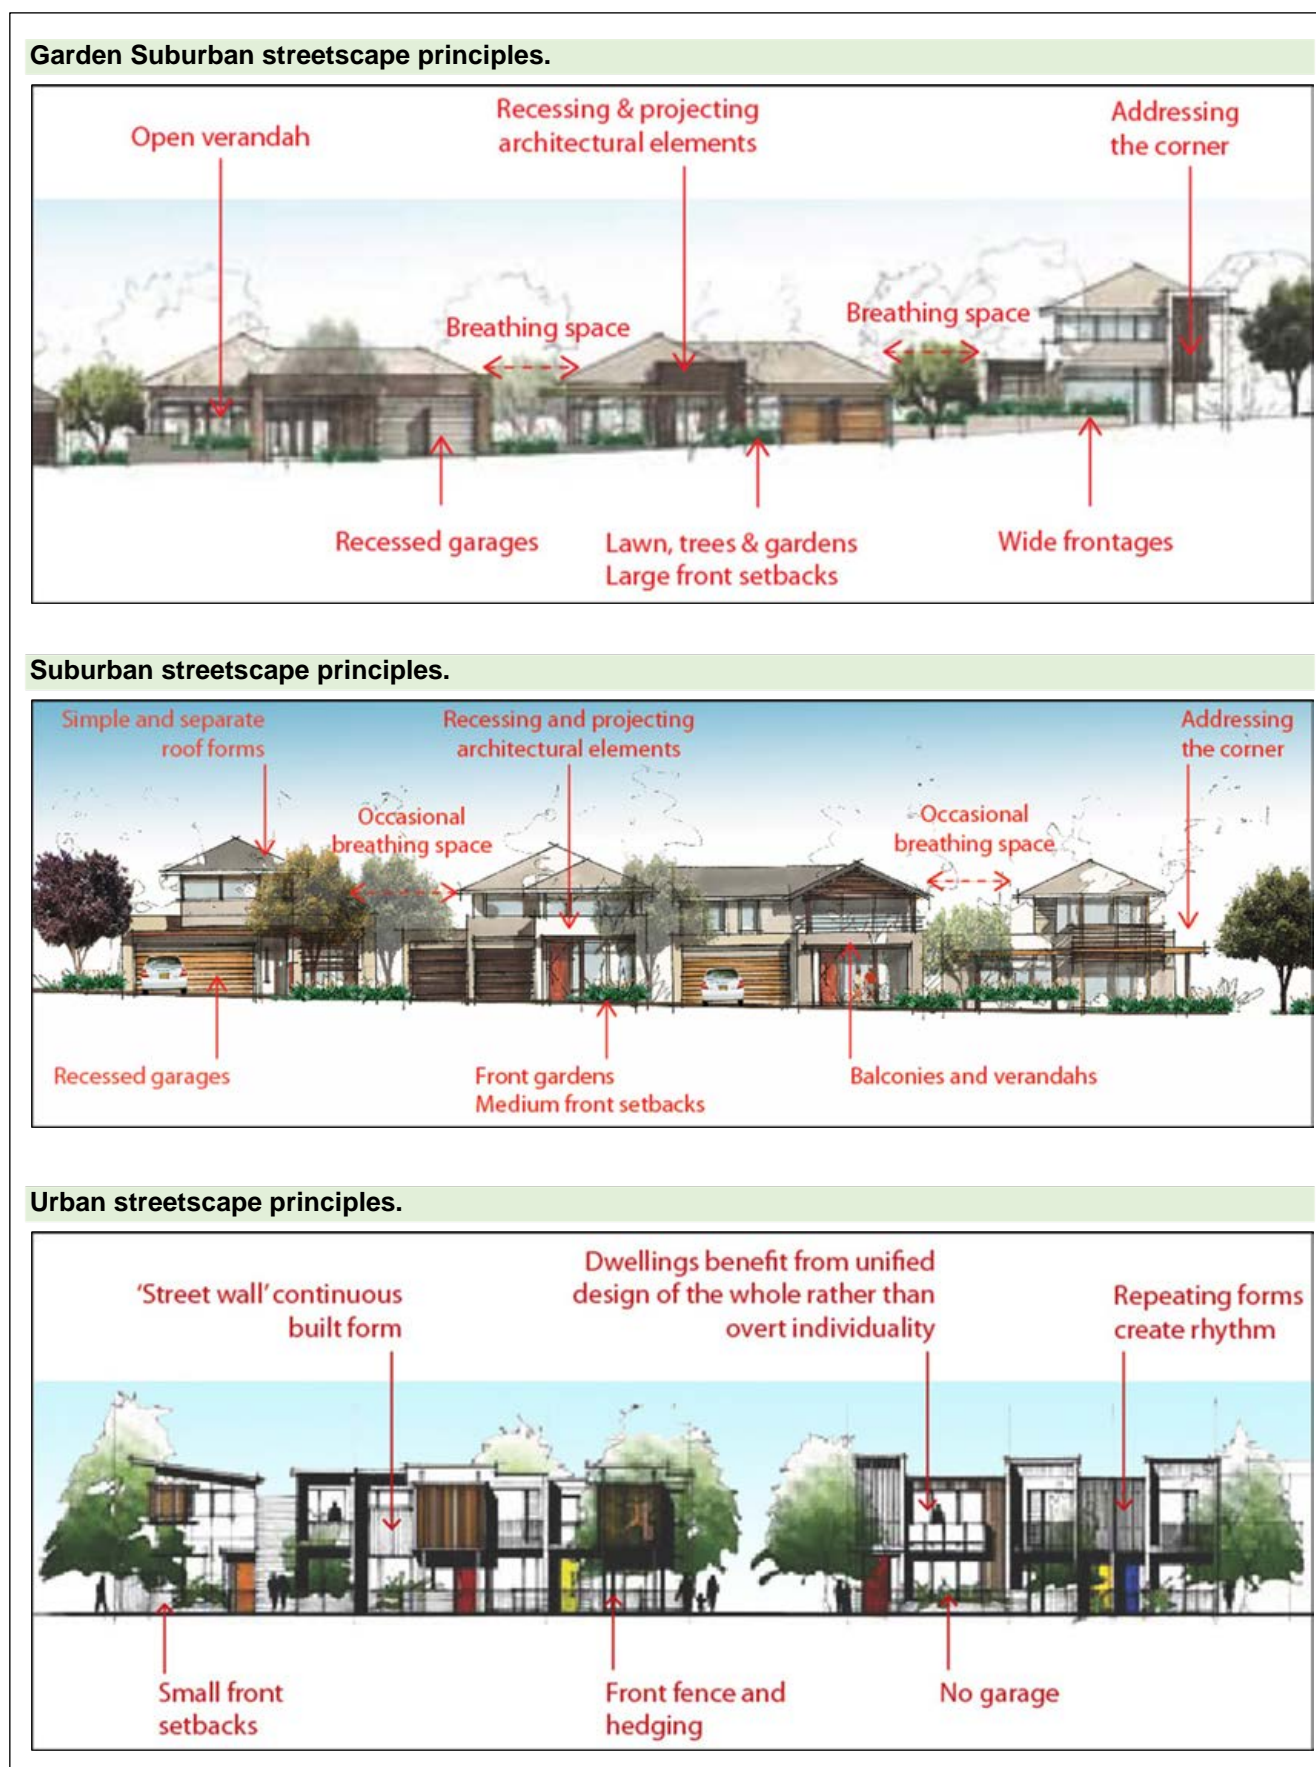 Garden Suburban streetscape principles.
Open verandah
Recessing & projecting
architectural elements
Addressing
the corner
Breathing space
Breathing space
Recessed garages
Lawn, trees & gardens
Large front setbacks
Wide frontages
Suburban streetscape principles.
Simple and separate
roof forms
Recessing and projecting
architectural elements
Addressing
the corner
Occasional
breathing space
Occasional
breathing space
Recessed garages
Front gardens
Medium front setbacks
Balconies and verandahs
Urban streetscape principles.
'Street wall' continuous
built form
Dwellings benefit from unified
design of the whole rather than
overt individuality
Repeating forms
create rhythm
Small front
setbacks
Front fence and
hedging
No garage